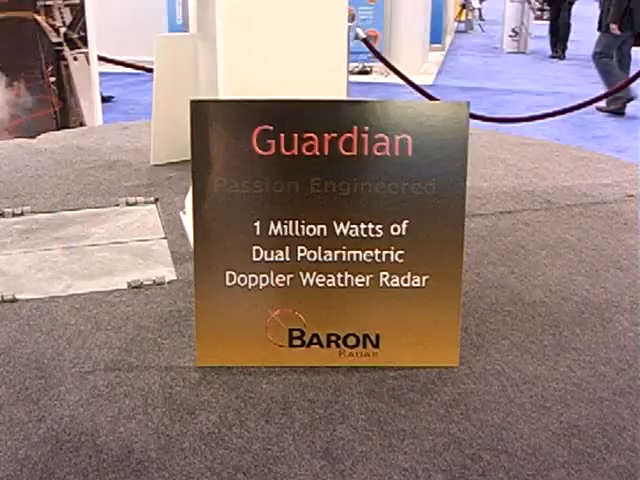 Guardian
Passion Engineered
1 Million Watts of
Dual Polarimetric
Doppler Weather Radar
BARON
RADAR